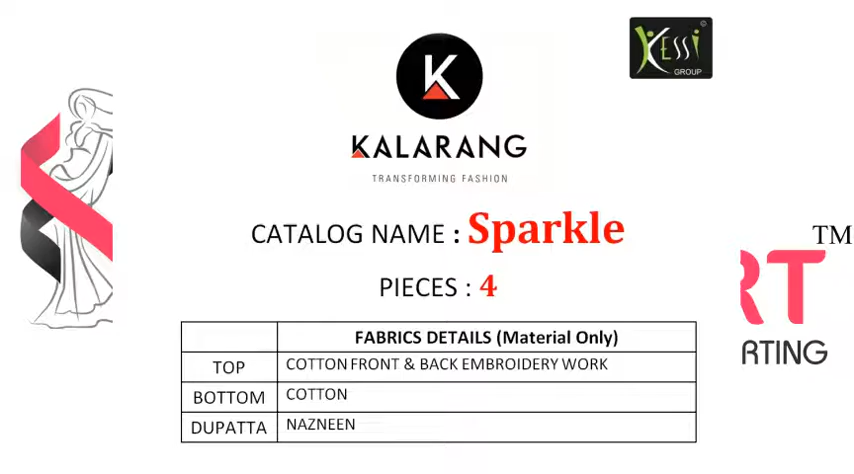 KESSI
©
GROUP
K
KALARANG
TRANSFORMING FASHION
CATALOG NAME : Sparkle
TM
PIECES : 4
RT
RTING
FABRICS DETAILS (Material Only)
TOP COTTON FRONT & BACK EMBROIDERY WORK
BOTTOM COTTON
DUPATTA NAZNEEN